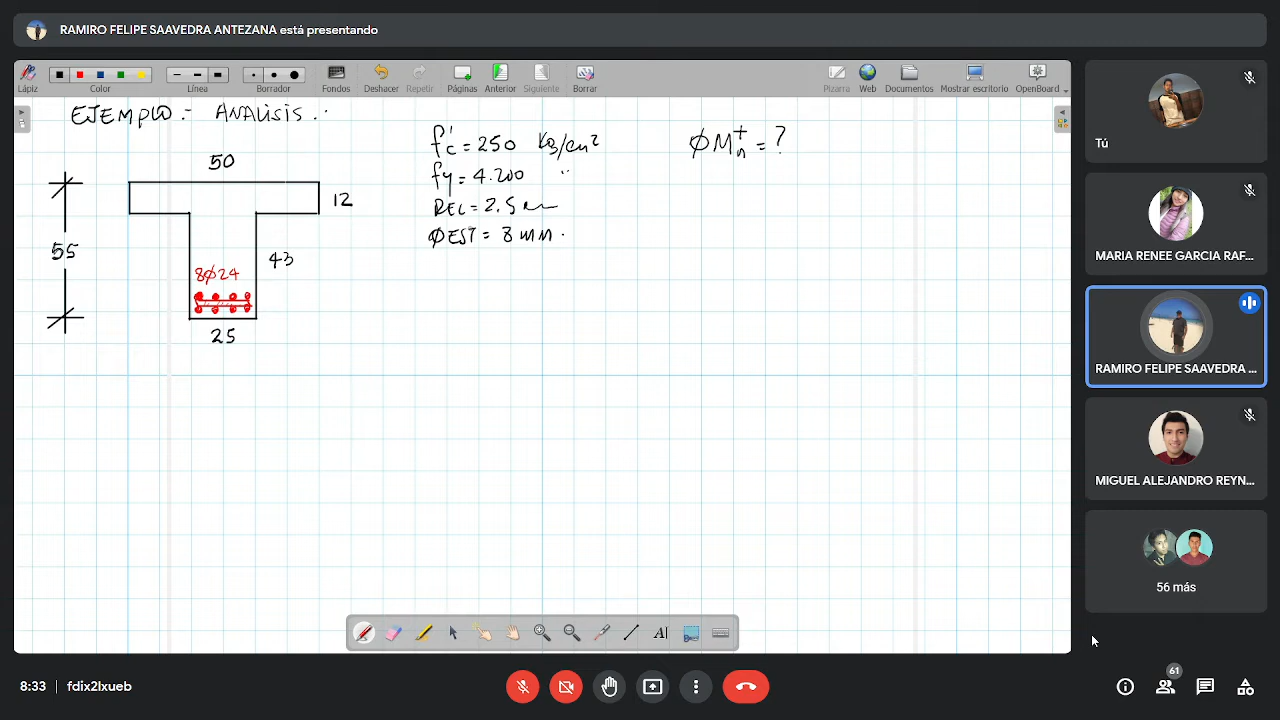 RAMIRO FELIPE SAAVEDRA ANTEZANA está presentando
Lápiz
Color
Línea
Borrador
Fondos
Deshacer
Repetir
Páginas
Anterior
Siguiente
Borrar
Pizarra
Web
Documentos
Mostrar escritorio
OpenBoard
EJEMPLO:- ANALISIS:.
50
12
55
43
8Ø24
25
f'c = 250 Kg/cm²
fy = 4.200 "
REC = 2.5 cm
ØEST = 8 mm.
ØMn+ = ?
Tú
MARIA RENEE GARCIA RAF...
RAMIRO FELIPE SAAVEDRA ...
MIGUEL ALEJANDRO REYN...
56 más
8:33 | fdix2lxueb
61